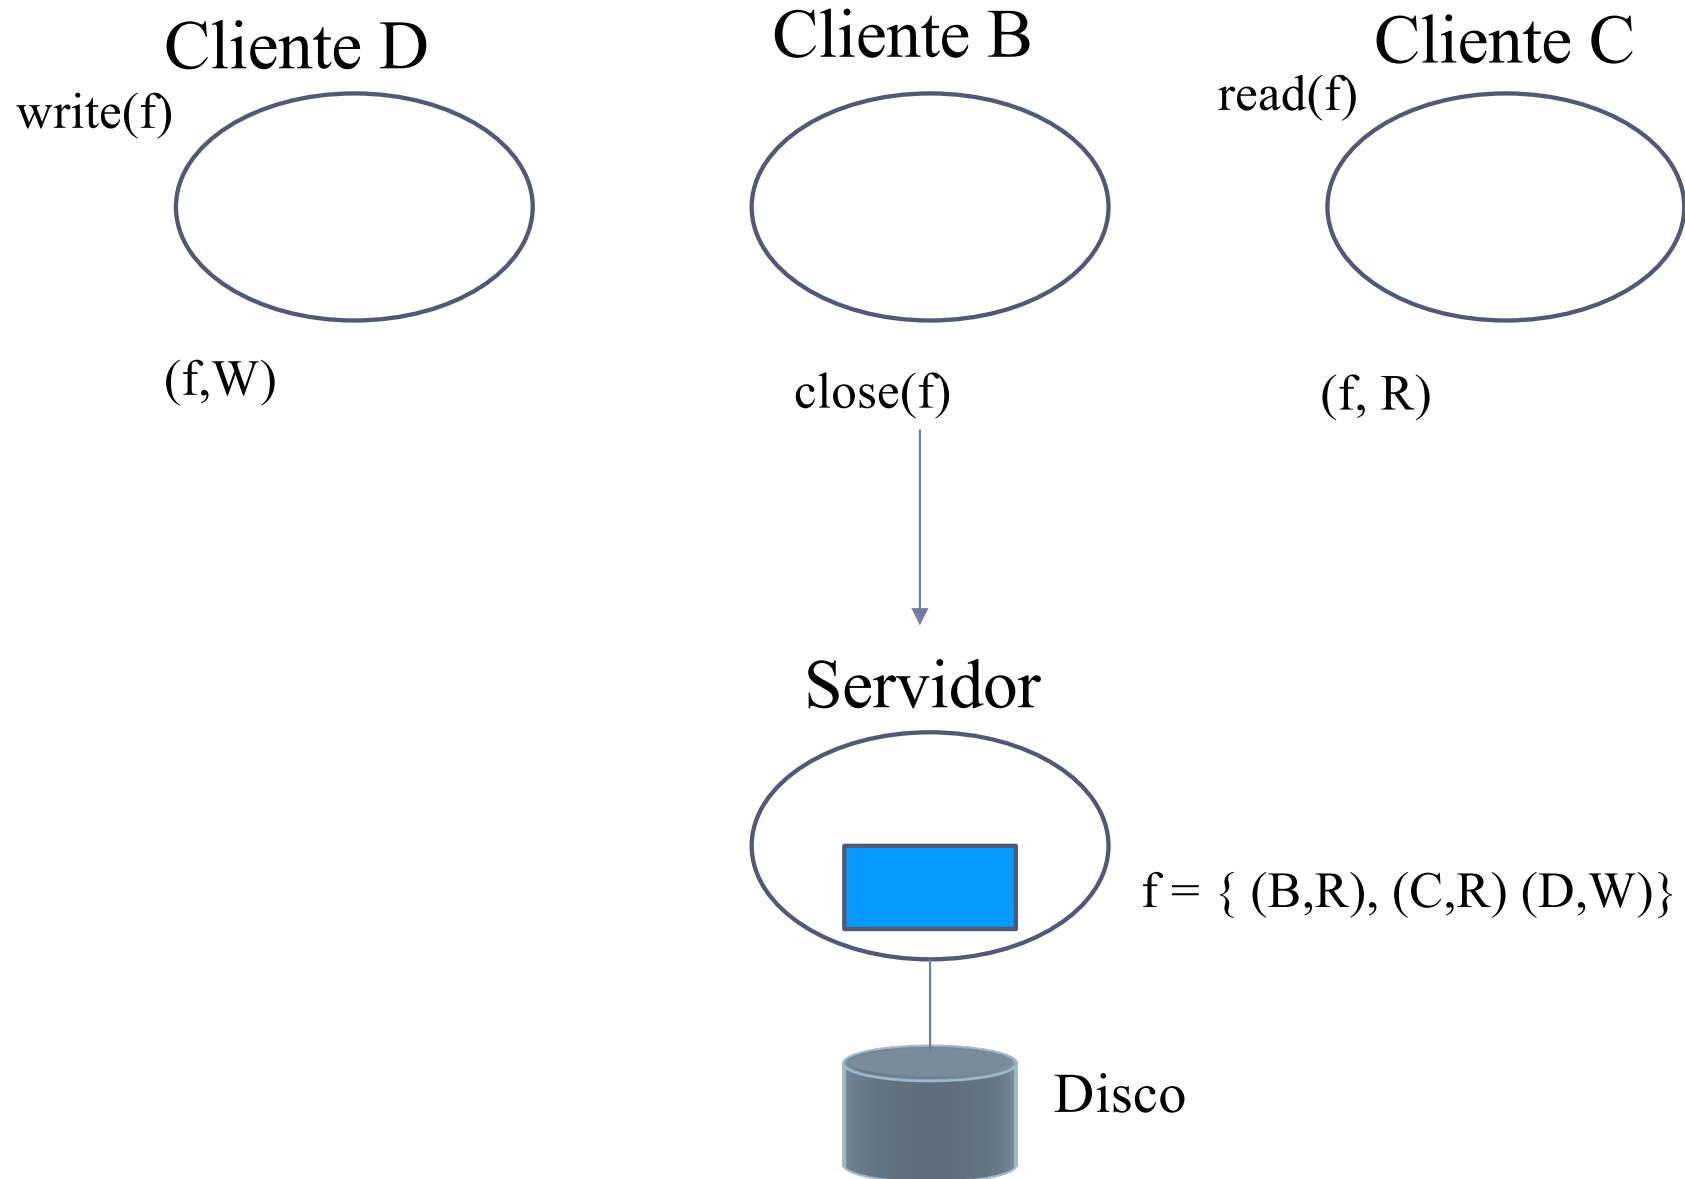 Cliente D
Cliente B
Cliente C
write(f)
read(f)
(f,W)
close(f)
(f, R)
Servidor
f = { (B,R), (C,R) (D,W)}
Disco